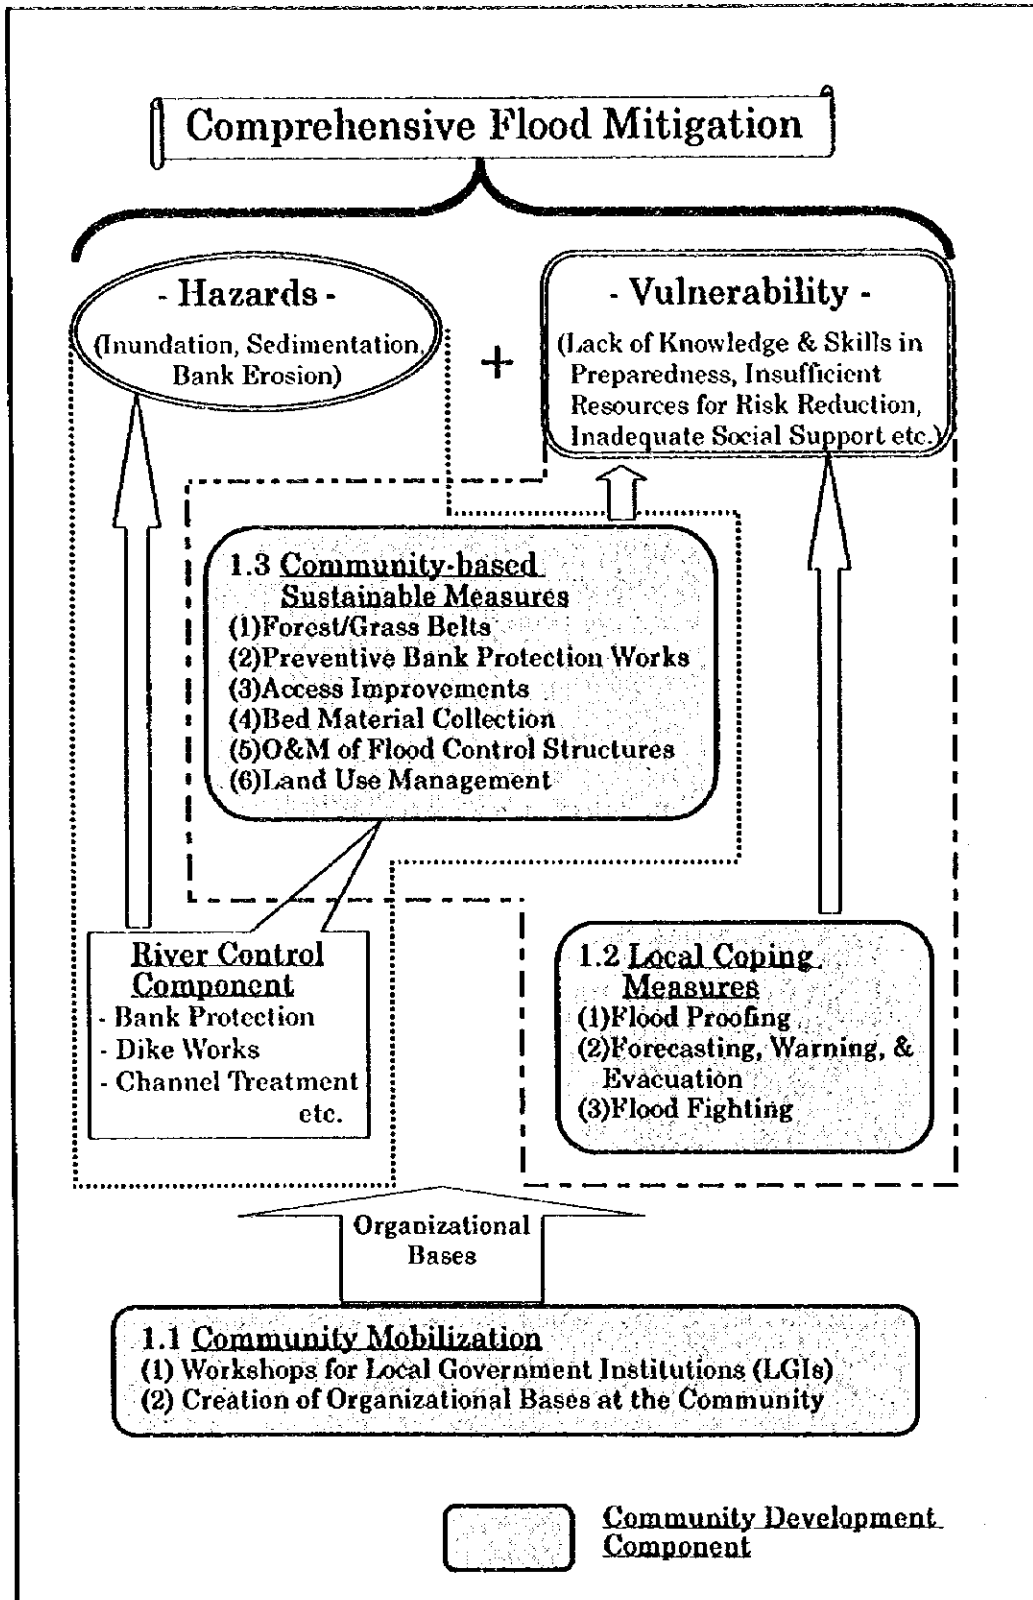 Comprehensive Flood Mitigation
- Hazards -
(Inundation, Sedimentation,
Bank Erosion)
+
- Vulnerability -
(Lack of Knowledge & Skills in
Preparedness, Insufficient
Resources for Risk Reduction,
Inadequate Social Support etc.)
1.3 Community-based
Sustainable Measures
(1)Forest/Grass Belts
(2)Preventive Bank Protection Works
(3)Access Improvements
(4)Bed Material Collection
(5)O&M of Flood Control Structures
(6)Land Use Management
River Control
Component
- Bank Protection
- Dike Works
- Channel Treatment
etc.
1.2 Local Coping
Measures
(1)Flood Proofing
(2)Forecasting, Warning, &
Evacuation
(3)Flood Fighting
Organizational
Bases
1.1 Community Mobilization
(1) Workshops for Local Government Institutions (LGIs)
(2) Creation of Organizational Bases at the Community
Community Development
Component